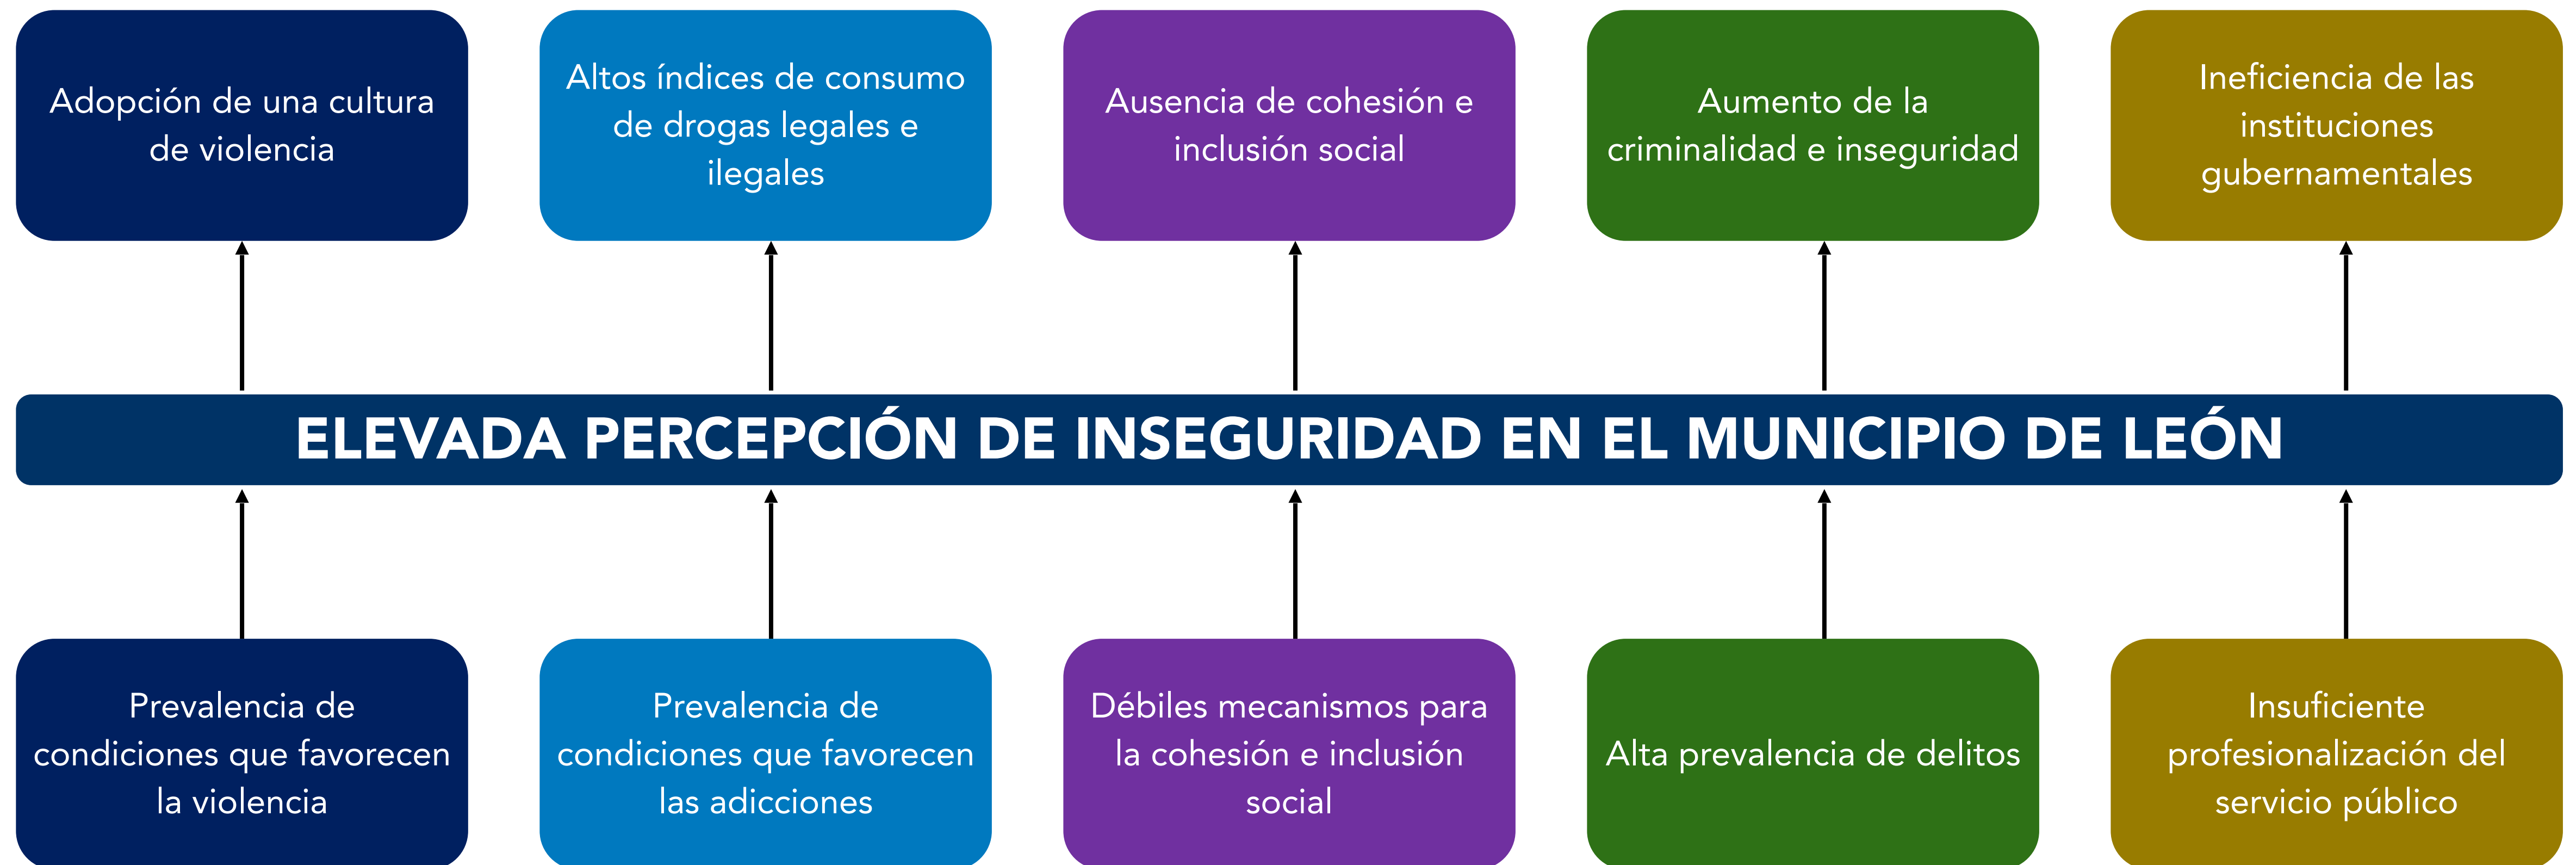 Adopción de una cultura
de violencia
Altos índices de consumo
de drogas legales e
ilegales
Ausencia de cohesión e
inclusión social
Aumento de la
criminalidad e inseguridad
Ineficiencia de las
instituciones
gubernamentales
ELEVADA PERCEPCIÓN DE INSEGURIDAD EN EL MUNICIPIO DE LEÓN
Prevalencia de
condiciones que favorecen
la violencia
Prevalencia de
condiciones que favorecen
las adicciones
Débiles mecanismos para
la cohesión e inclusión
social
Alta prevalencia de delitos
Insuficiente
profesionalización del
servicio público